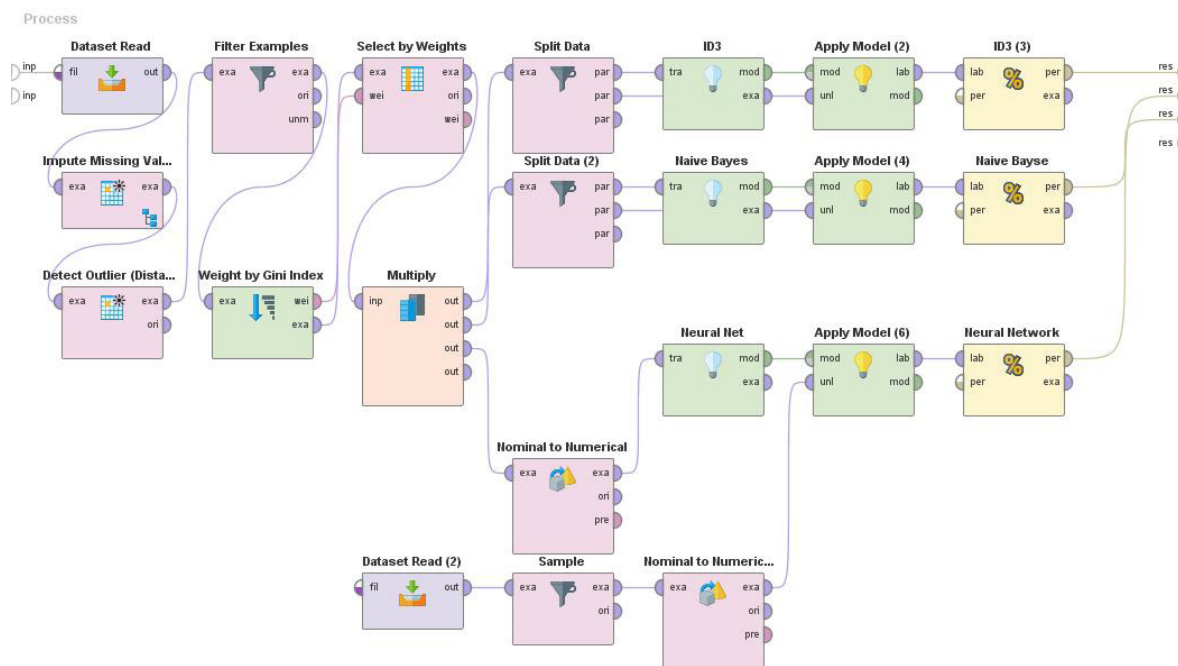 Process
inp
inp
Dataset Read
fil out
Filter Examples
exa exa
ori
unm
Select by Weights
exa exa
wei ori
wei
Split Data
exa par
par
par
ID3
tra mod
exa
Apply Model (2)
mod lab
unl mod
ID3 (3)
lab per
per exa
res
res
res
res
Impute Missing Val...
exa exa
Split Data (2)
exa par
par
par
Naive Bayes
tra mod
exa
Apply Model (4)
mod lab
unl mod
Naive Bayse
lab per
per exa
Detect Outlier (Dista...
exa exa
ori
Weight by Gini Index
exa wei
exa
Multiply
inp out
out
out
out
Neural Net
tra mod
exa
Apply Model (6)
mod lab
unl mod
Neural Network
lab per
per exa
Nominal to Numerical
exa exa
ori
pre
Dataset Read (2)
fil out
Sample
exa exa
ori
Nominal to Numeric...
exa exa
ori
pre